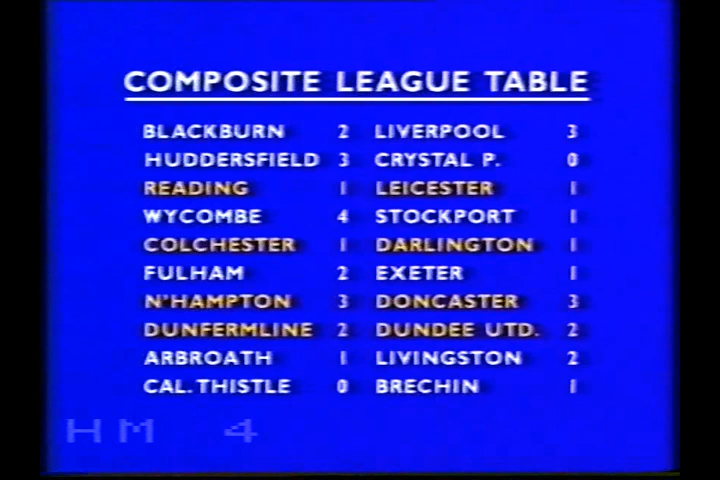 COMPOSITE LEAGUE TABLE
BLACKBURN 2 LIVERPOOL 3
HUDDERSFIELD 3 CRYSTAL P. 0
READING 1 LEICESTER 1
WYCOMBE 4 STOCKPORT 1
COLCHESTER 1 DARLINGTON 1
FULHAM 2 EXETER 1
N'HAMPTON 3 DONCASTER 3
DUNFERMLINE 2 DUNDEE UTD. 2
ARBROATH 1 LIVINGSTON 2
CAL. THISTLE 0 BRECHIN 1
HM 4